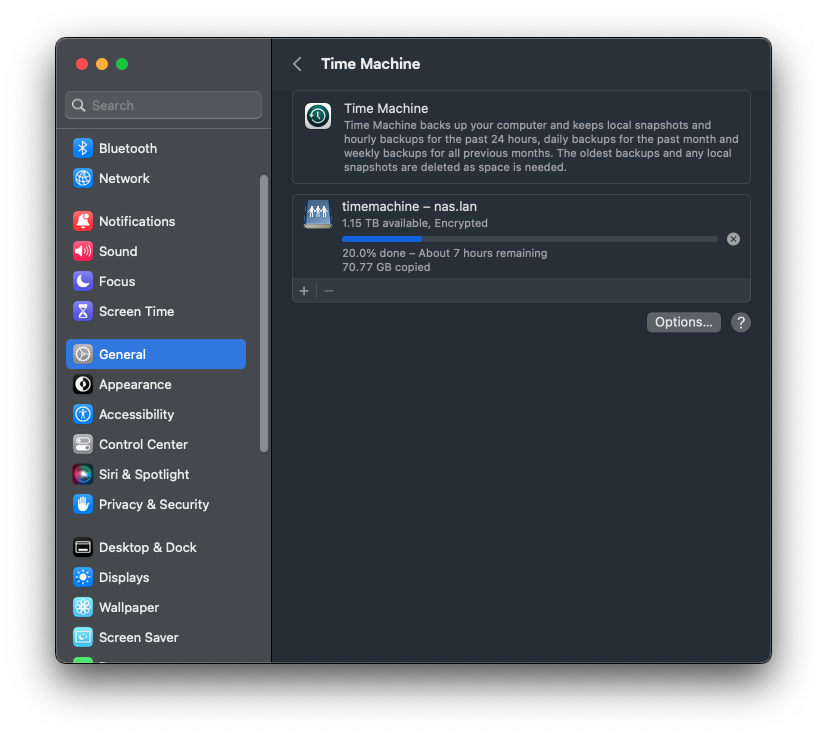 Time Machine
Search
Bluetooth
Network
Notifications
Sound
Focus
Screen Time
General
Appearance
Accessibility
Control Center
Siri & Spotlight
Privacy & Security
Desktop & Dock
Displays
Wallpaper
Screen Saver
Time Machine
Time Machine backs up your computer and keeps local snapshots and
hourly backups for the past 24 hours, daily backups for the past month and
weekly backups for all previous months. The oldest backups and any local
snapshots are deleted as space is needed.
timemachine – nas.lan
1.15 TB available, Encrypted
20.0% done – About 7 hours remaining
70.77 GB copied
+ −
Options... ?